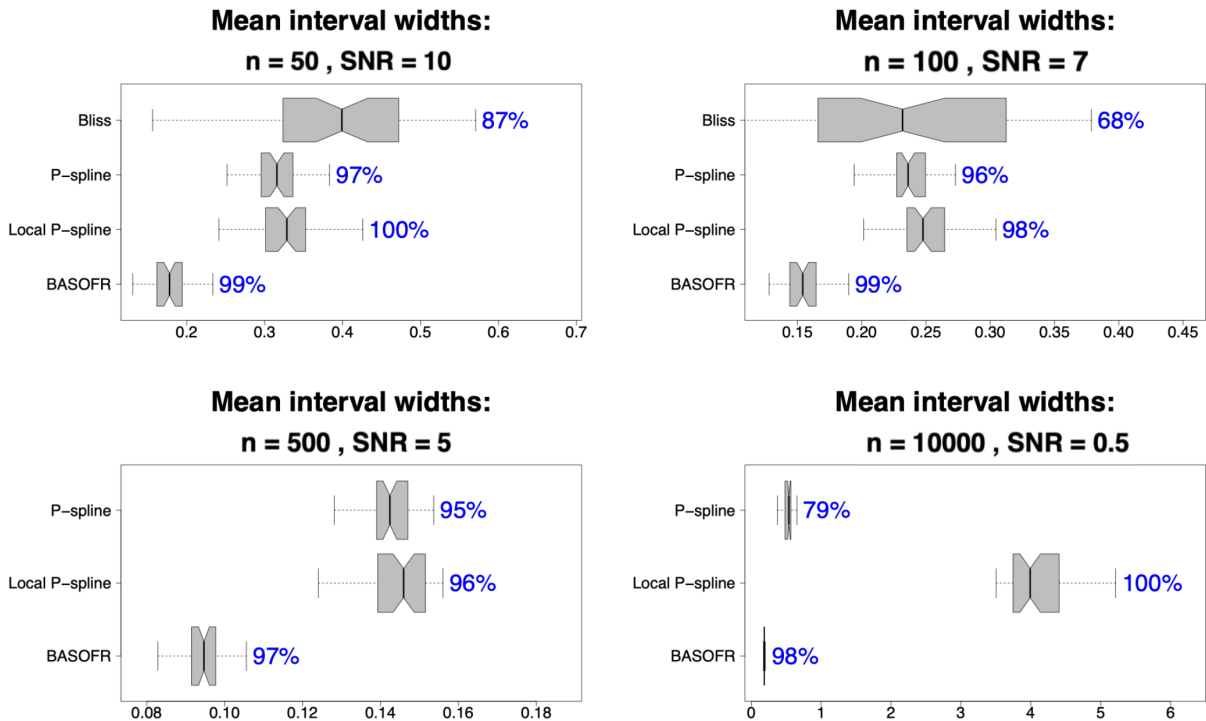 Mean interval widths:
n = 50 , SNR = 10
Bliss
87%
P-spline
97%
Local P-spline
100%
BASOFR
99%
0.2 0.3 0.4 0.5 0.6 0.7
Mean interval widths:
n = 100 , SNR = 7
Bliss
68%
P-spline
96%
Local P-spline
98%
BASOFR
99%
0.15 0.20 0.25 0.30 0.35 0.40 0.45
Mean interval widths:
n = 500 , SNR = 5
P-spline
95%
Local P-spline
96%
BASOFR
97%
0.08 0.10 0.12 0.14 0.16 0.18
Mean interval widths:
n = 10000 , SNR = 0.5
P-spline
79%
Local P-spline
100%
BASOFR
98%
0 1 2 3 4 5 6